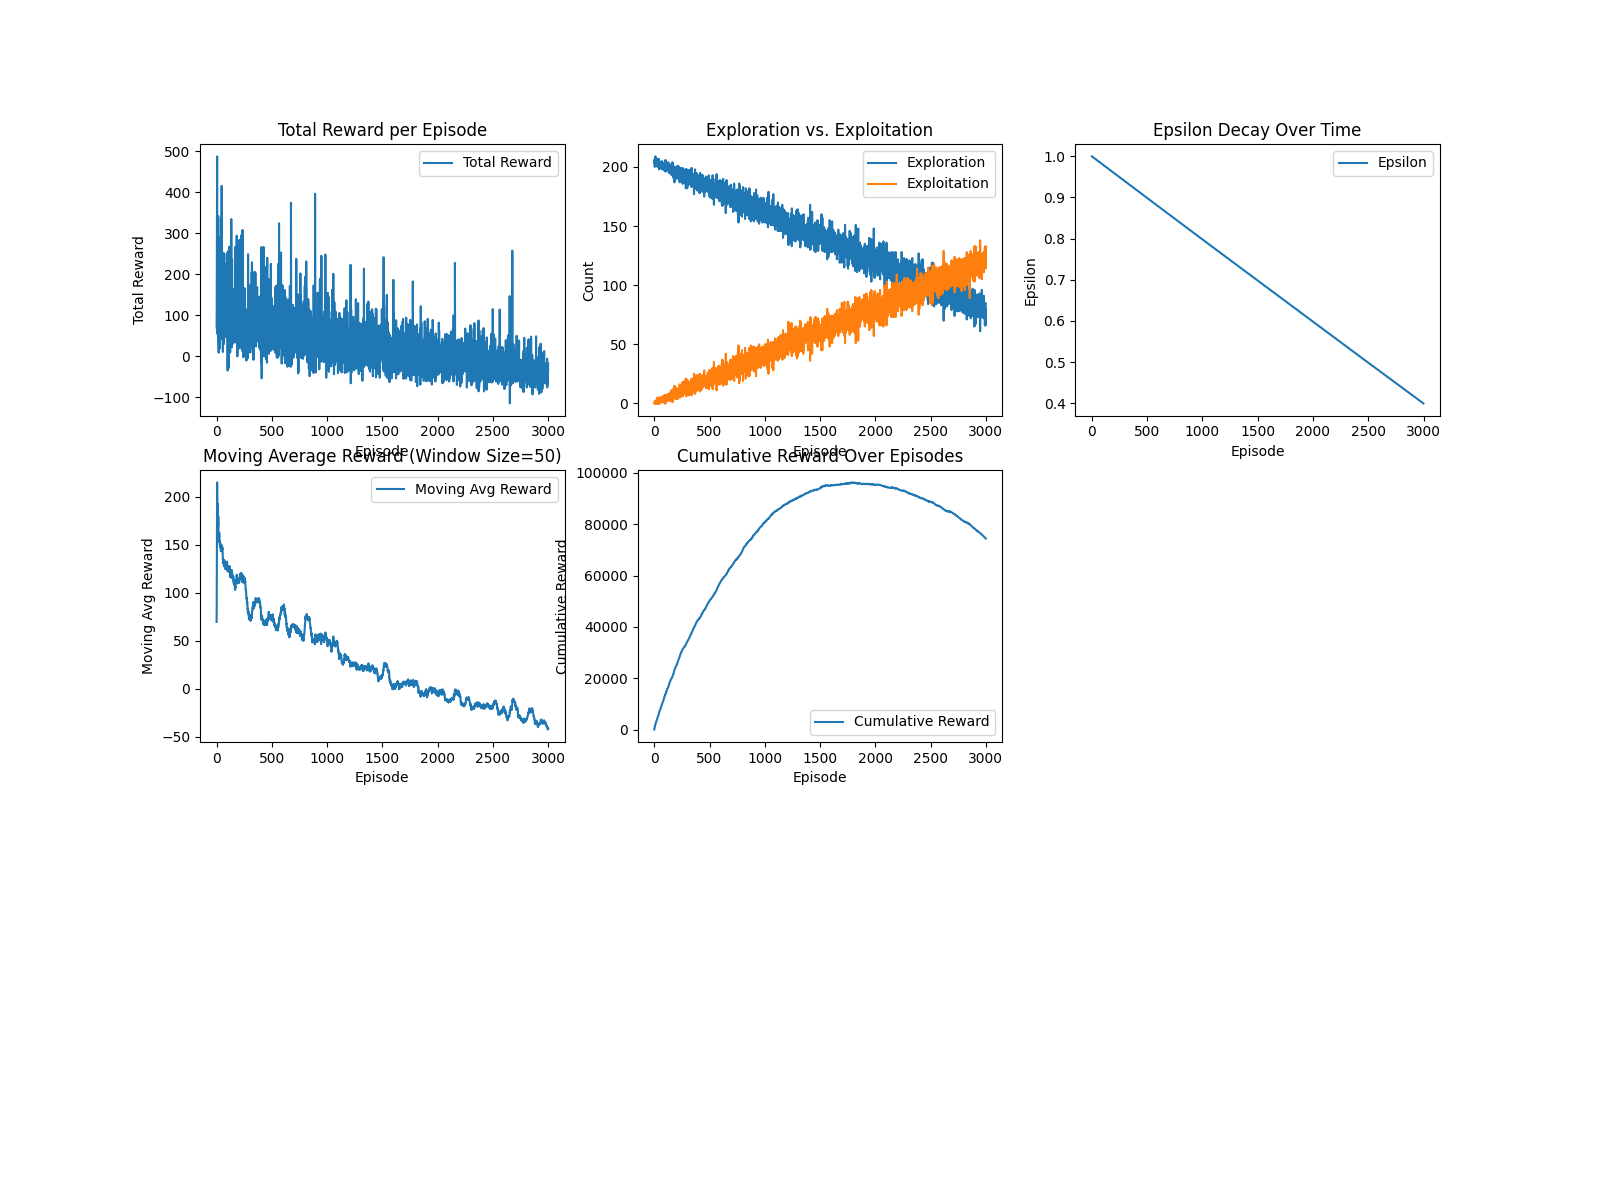 Total Reward per Episode
500
400
300
200
100
0
−100
Total Reward
Total Reward
0 500 1000 1500 2000 2500 3000
Episode
Exploration vs. Exploitation
200
150
100
50
0
Count
Exploration
Exploitation
0 500 1000 1500 2000 2500 3000
Episode
Epsilon Decay Over Time
1.0
0.9
0.8
0.7
0.6
0.5
0.4
Epsilon
Epsilon
0 500 1000 1500 2000 2500 3000
Episode
Moving Average Reward (Window Size=50)
200
150
100
50
0
−50
Moving Avg Reward
Moving Avg Reward
0 500 1000 1500 2000 2500 3000
Episode
Cumulative Reward Over Episodes
100000
80000
60000
40000
20000
0
Cumulative Reward
Cumulative Reward
0 500 1000 1500 2000 2500 3000
Episode